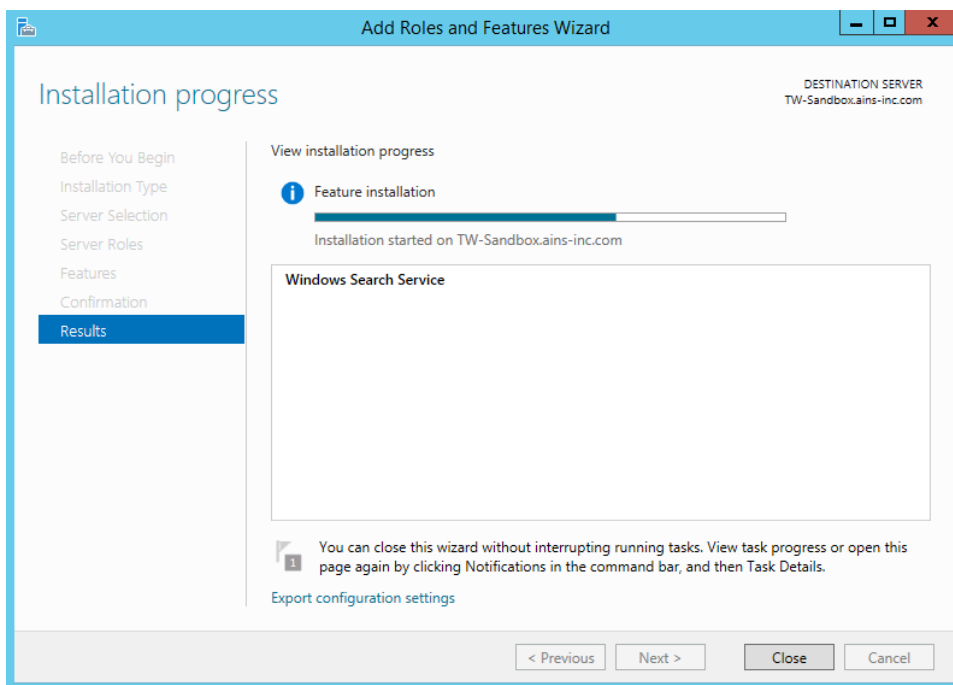 Add Roles and Features Wizard
Installation progress
DESTINATION SERVER
TW-Sandbox.ains-inc.com
Before You Begin
Installation Type
Server Selection
Server Roles
Features
Confirmation
Results
View installation progress
Feature installation
Installation started on TW-Sandbox.ains-inc.com
Windows Search Service
1
You can close this wizard without interrupting running tasks. View task progress or open this
page again by clicking Notifications in the command bar, and then Task Details.
Export configuration settings
< Previous
Next >
Close
Cancel